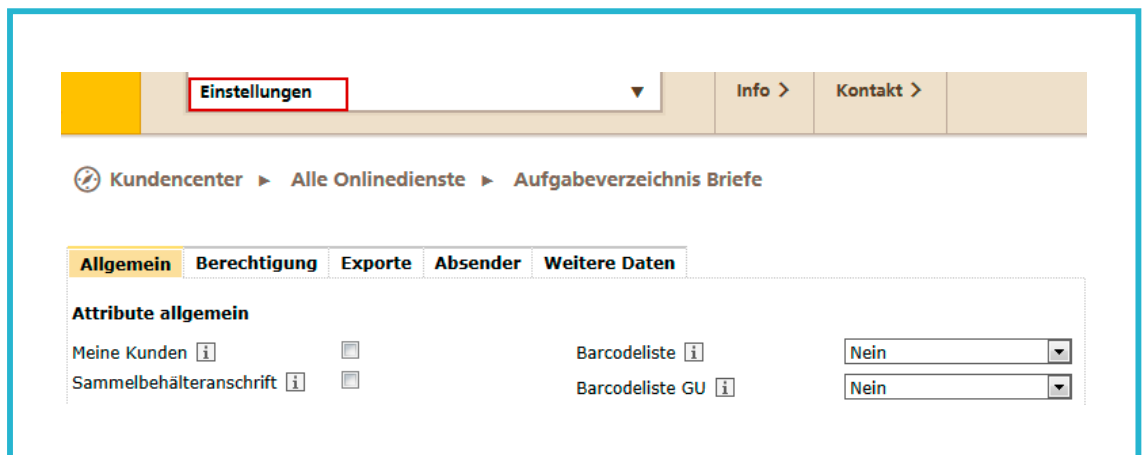 Einstellungen ▼ Info > Kontakt >
Kundencenter ► Alle Onlinedienste ► Aufgabeverzeichnis Briefe
Allgemein Berechtigung Exporte Absender Weitere Daten
Attribute allgemein
Meine Kunden i Barcodeliste i Nein
Sammelbehälteranschrift i Barcodeliste GU i Nein